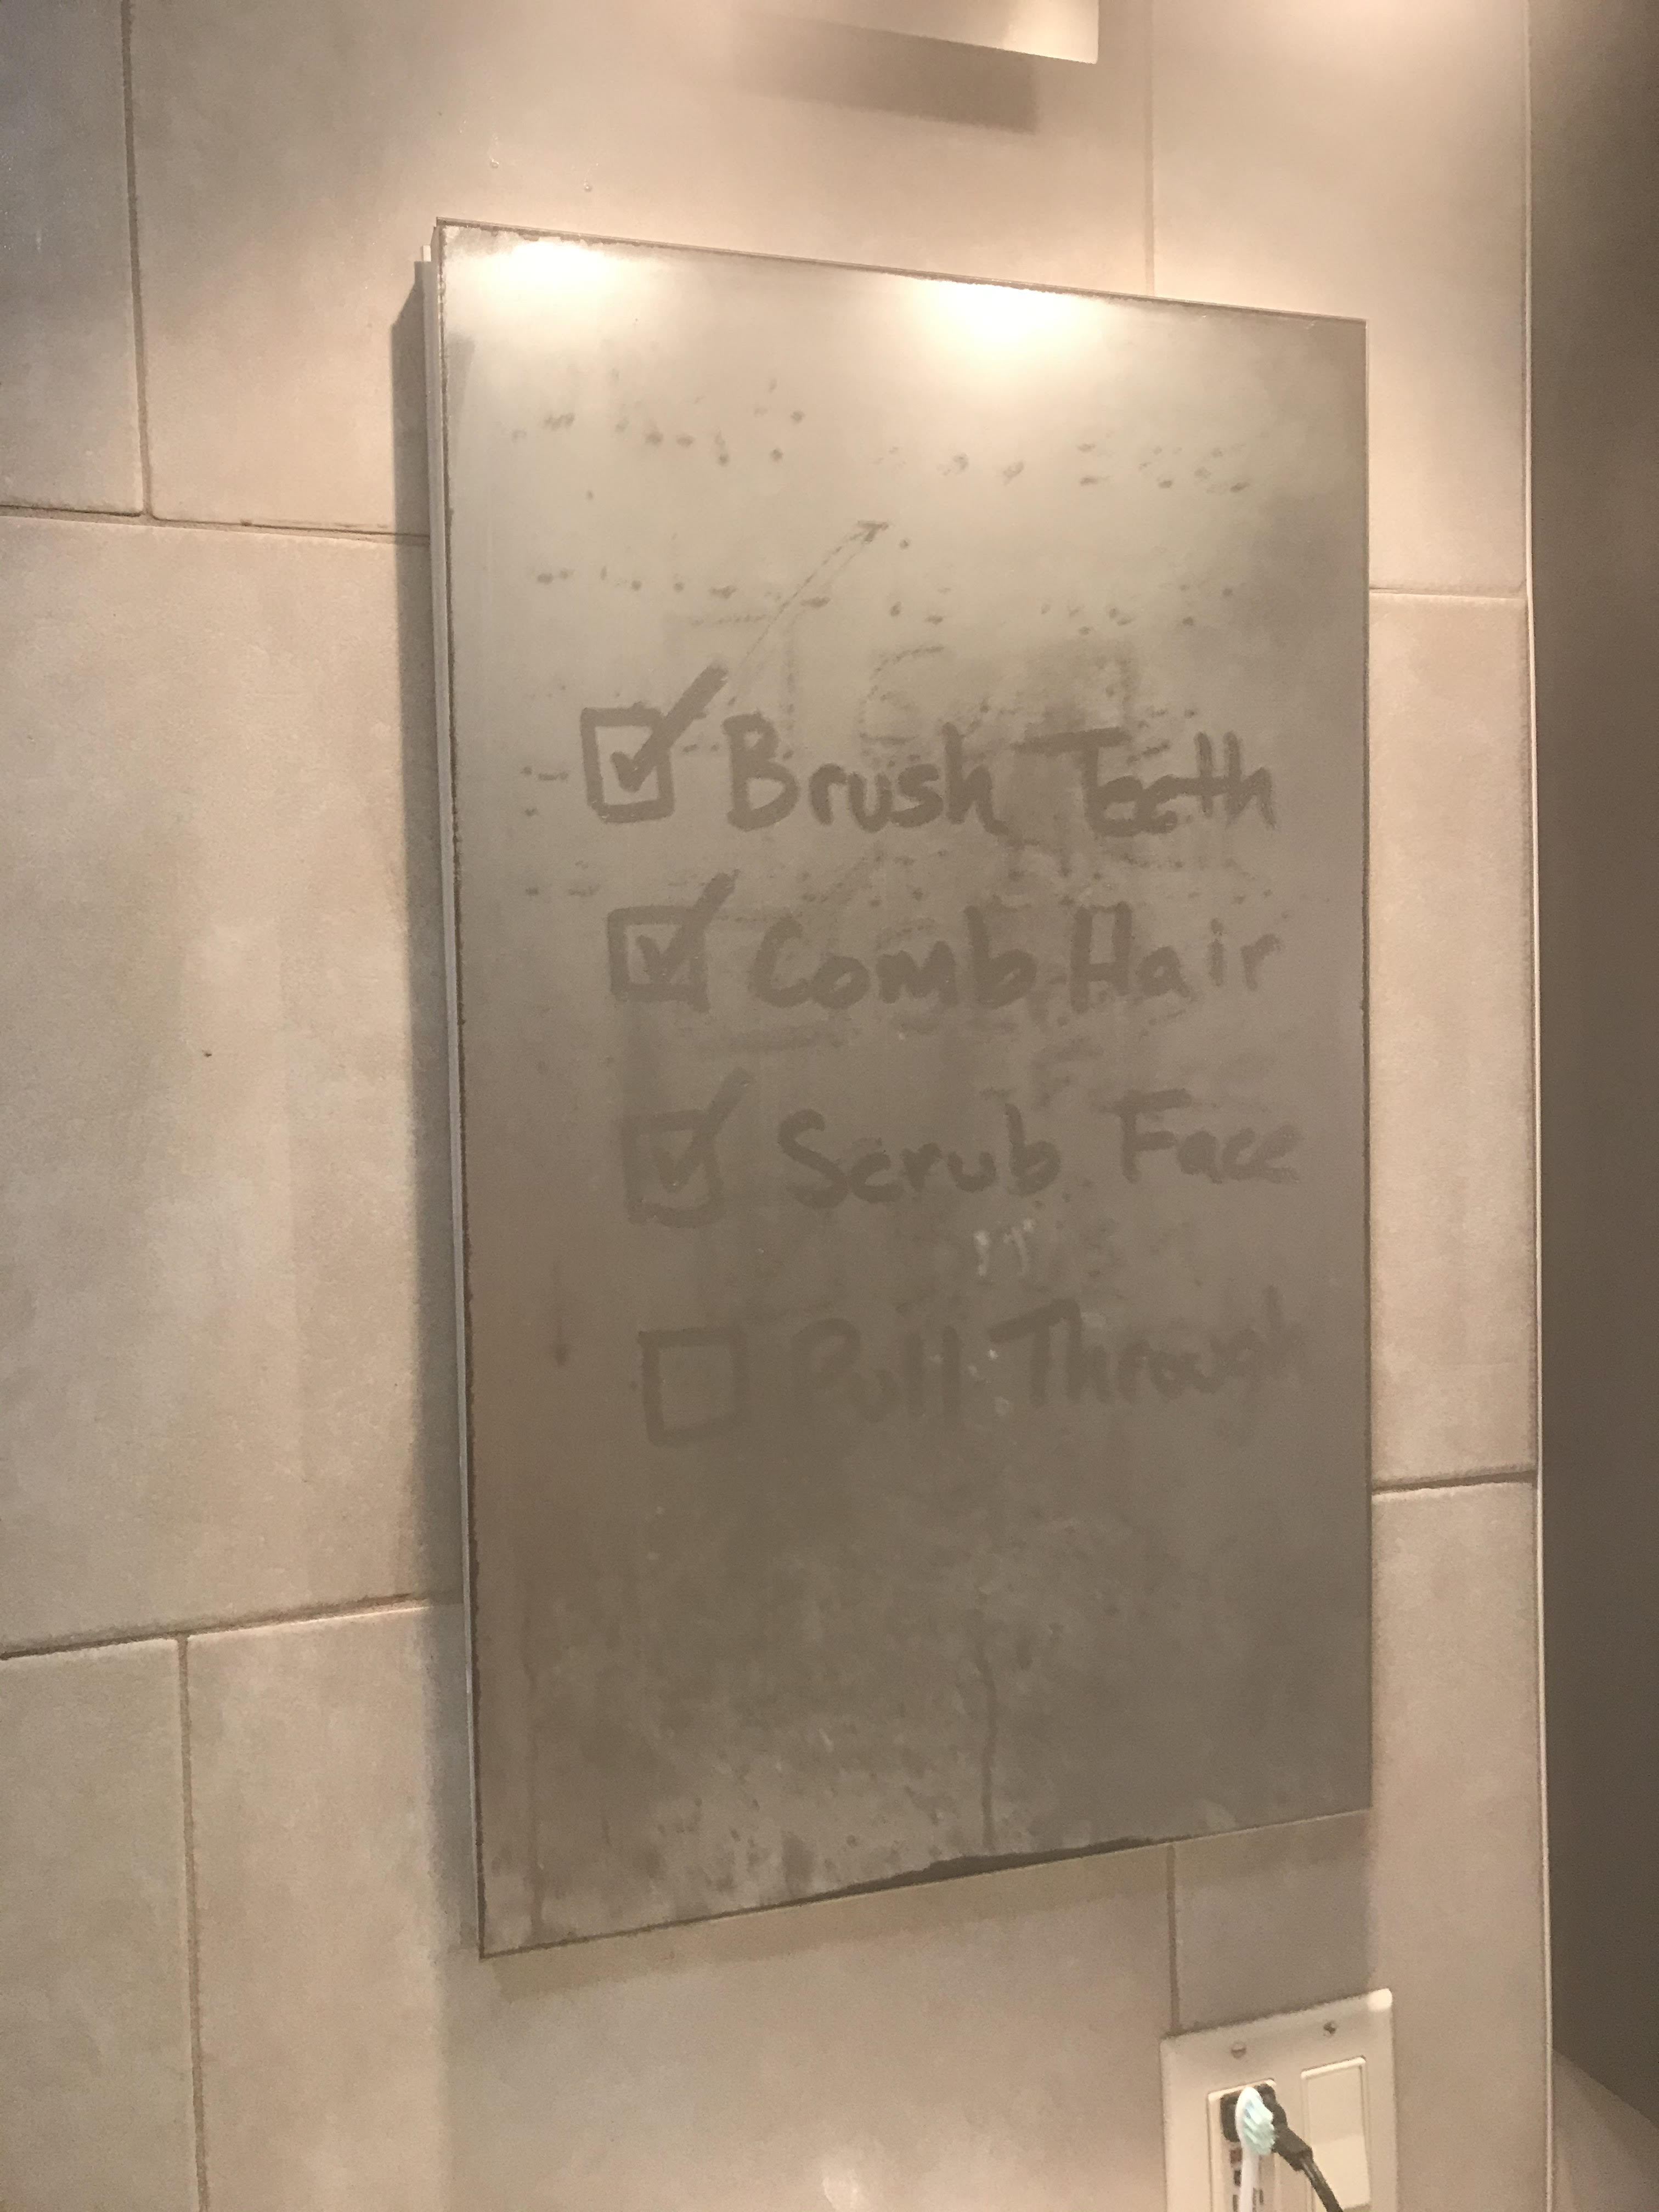 ☑ Brush Teeth
☑ Comb Hair
☑ Scrub Face
☐ Pull Through